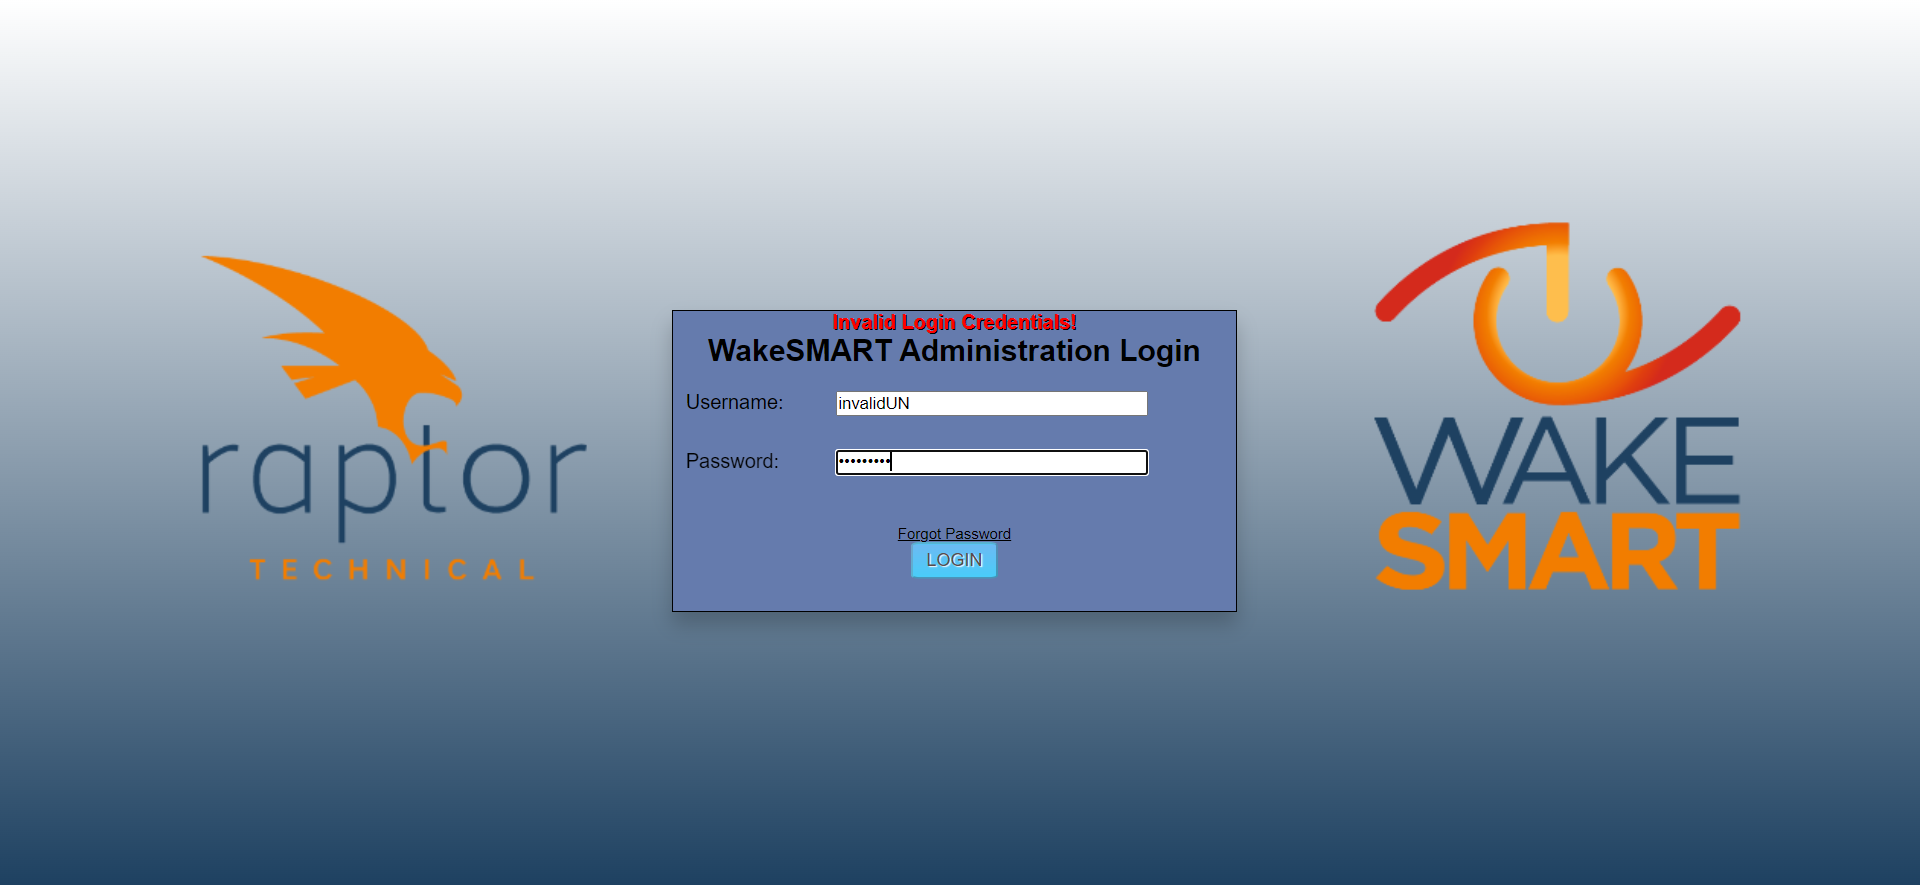 Invalid Login Credentials!
WakeSMART Administration Login
Username: invalidUN
Password: •••••••••
Forgot Password
LOGIN
raptor
TECHNICAL
WAKE
SMART